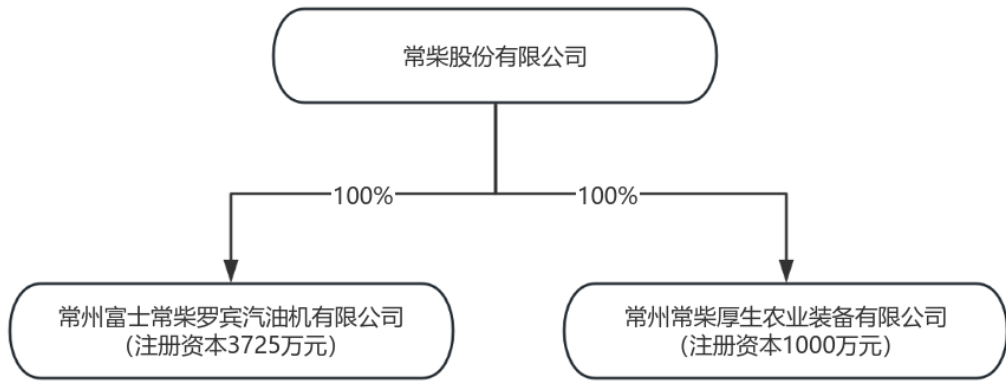 常柴股份有限公司
100%
100%
常州富士常柴罗宾汽油机有限公司
（注册资本3725万元）
常州常柴厚生农业装备有限公司
（注册资本1000万元）